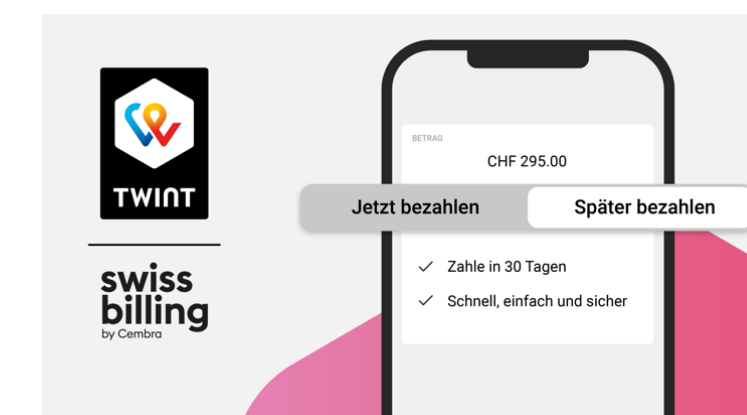 TWINT
swiss
billing
by Cembra
BETRAG
CHF 295.00
Jetzt bezahlen
Später bezahlen
Zahle in 30 Tagen
Schnell, einfach und sicher